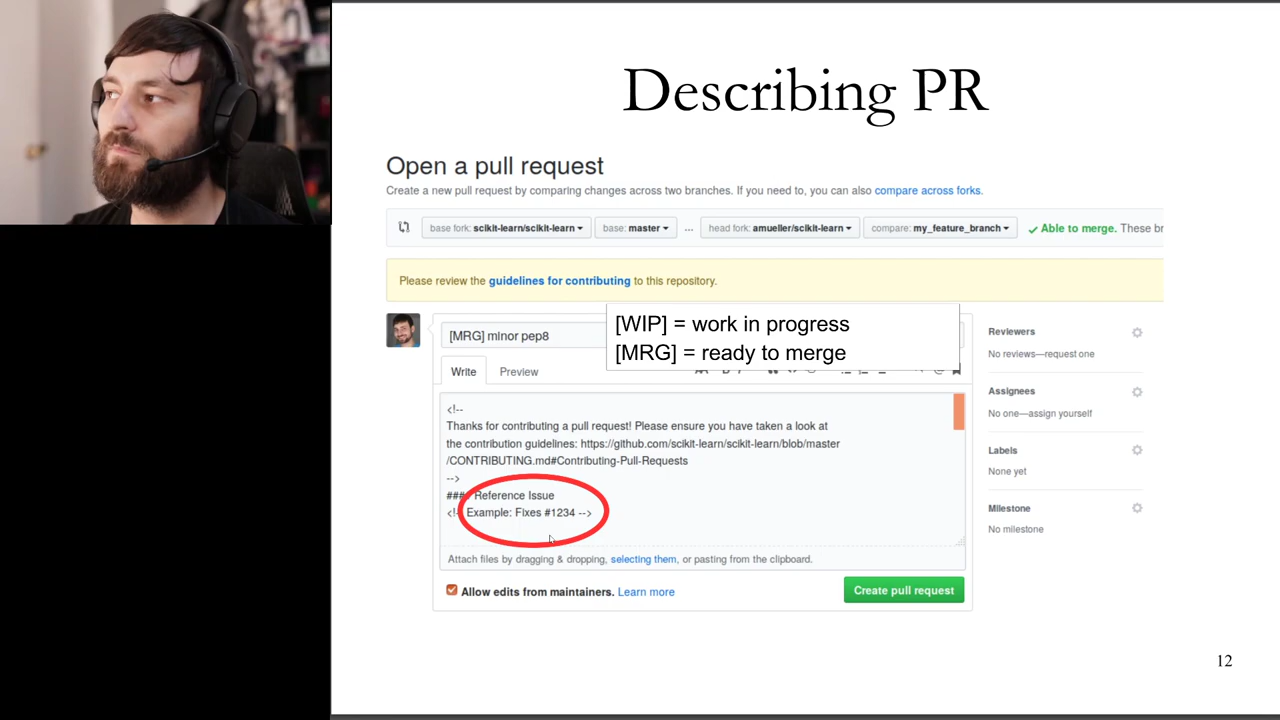 Describing PR
Open a pull request
Create a new pull request by comparing changes across two branches. If you need to, you can also compare across forks.
base fork: scikit-learn/scikit-learn base: master ... head fork: amueller/scikit-learn compare: my_feature_branch Able to merge. These br
Please review the guidelines for contributing to this repository.
[WIP] = work in progress
[MRG] minor pep8
[MRG] = ready to merge
Write Preview
<!--
Thanks for contributing a pull request! Please ensure you have taken a look at
the contribution guidelines: https://github.com/scikit-learn/scikit-learn/blob/master
/CONTRIBUTING.md#Contributing-Pull-Requests
-->
#### Reference Issue
<!-- Example: Fixes #1234 -->
Attach files by dragging & dropping, selecting them, or pasting from the clipboard.
Allow edits from maintainers. Learn more
Create pull request
Reviewers
No reviews—request one
Assignees
No one—assign yourself
Labels
None yet
Milestone
No milestone
12